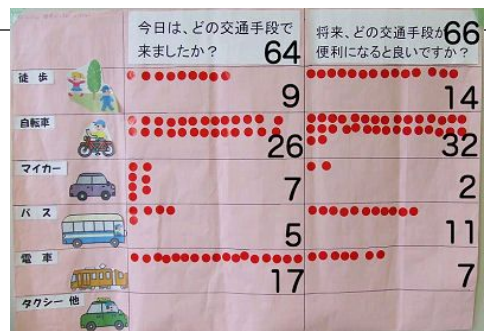 今日は、どの交通手段で
来ましたか？ 64
将来、どの交通手段が 66
便利になると良いですか？
徒歩 9 14
自転車 26 32
マイカー 7 2
バス 5 11
電車 17 7
タクシー 他